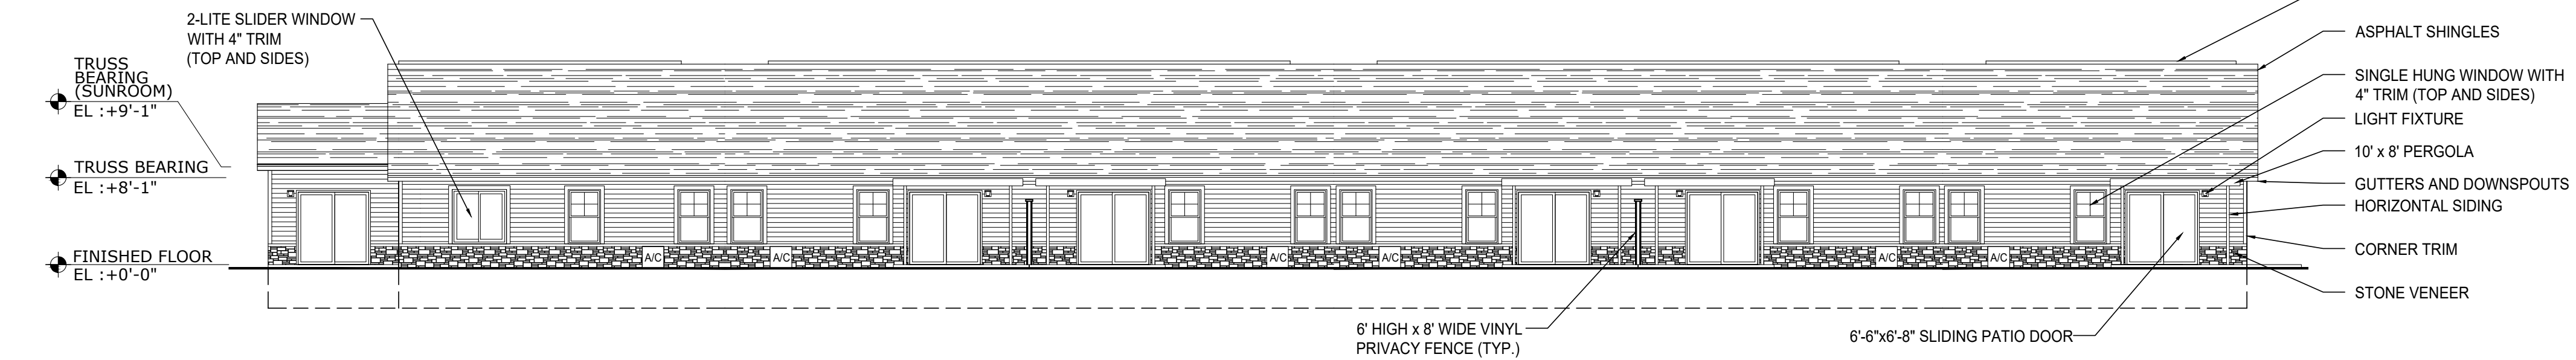 2-LITE SLIDER WINDOW
WITH 4" TRIM
(TOP AND SIDES)
TRUSS
BEARING
(SUNROOM)
EL :+9'-1"
TRUSS BEARING
EL :+8'-1"
FINISHED FLOOR
EL :+0'-0"
A/C
A/C
A/C
A/C
A/C
A/C
ASPHALT SHINGLES
SINGLE HUNG WINDOW WITH
4" TRIM (TOP AND SIDES)
LIGHT FIXTURE
10' x 8' PERGOLA
GUTTERS AND DOWNSPOUTS
HORIZONTAL SIDING
CORNER TRIM
STONE VENEER
6' HIGH x 8' WIDE VINYL
PRIVACY FENCE (TYP.)
6'-6"x6'-8" SLIDING PATIO DOOR